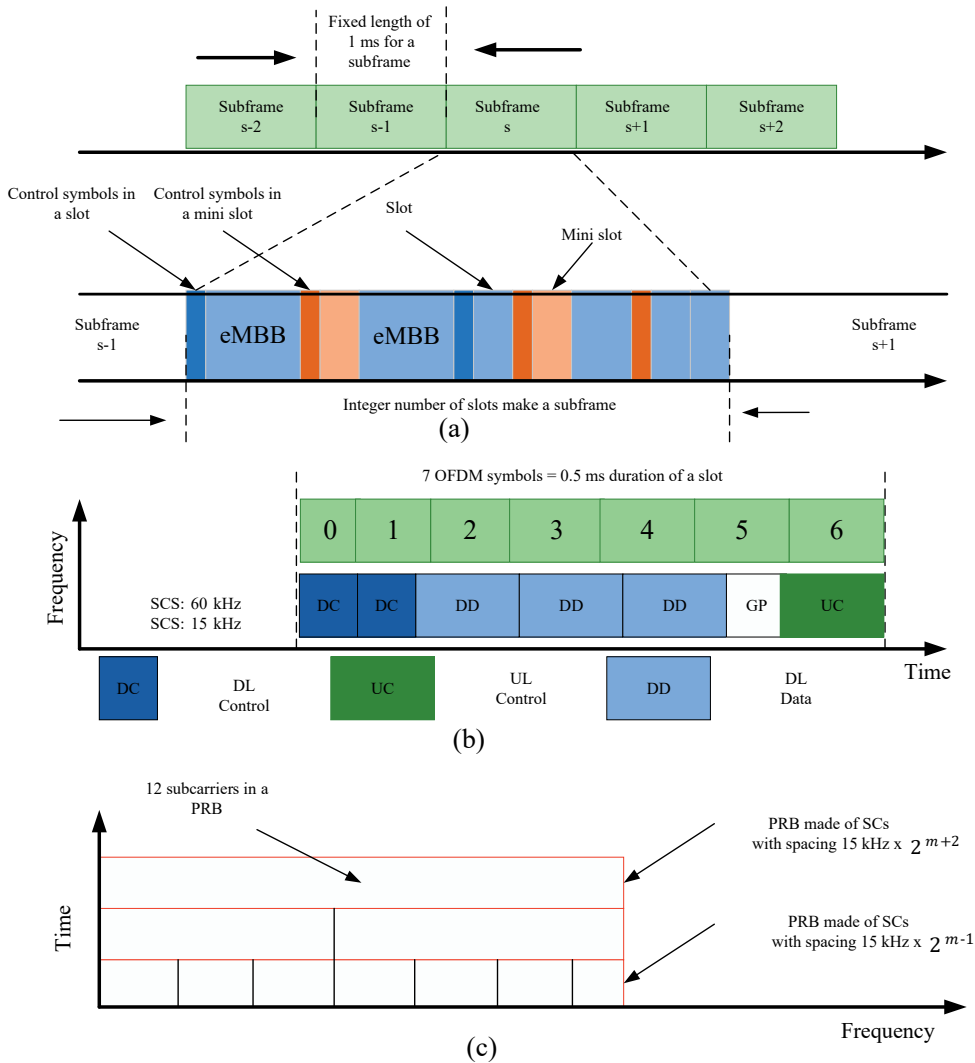 Fixed length of
1 ms for a
subframe
Subframe
s-2
Subframe
s-1
Subframe
s
Subframe
s+1
Subframe
s+2
Control symbols in
a slot
Control symbols in
a mini slot
Slot
Mini slot
Subframe
s-1
eMBB
eMBB
Subframe
s+1
Integer number of slots make a subframe
(a)
7 OFDM symbols = 0.5 ms duration of a slot
Frequency
0 1 2 3 4 5 6
SCS: 60 kHz
SCS: 15 kHz
DC DC DD DD DD GP UC
Time
DC
DL
Control
UC
UL
Control
DD
DL
Data
(b)
12 subcarriers in a
PRB
PRB made of SCs
with spacing 15 kHz x 2^{m+2}
Time
PRB made of SCs
with spacing 15 kHz x 2^{m-1}
Frequency
(c)